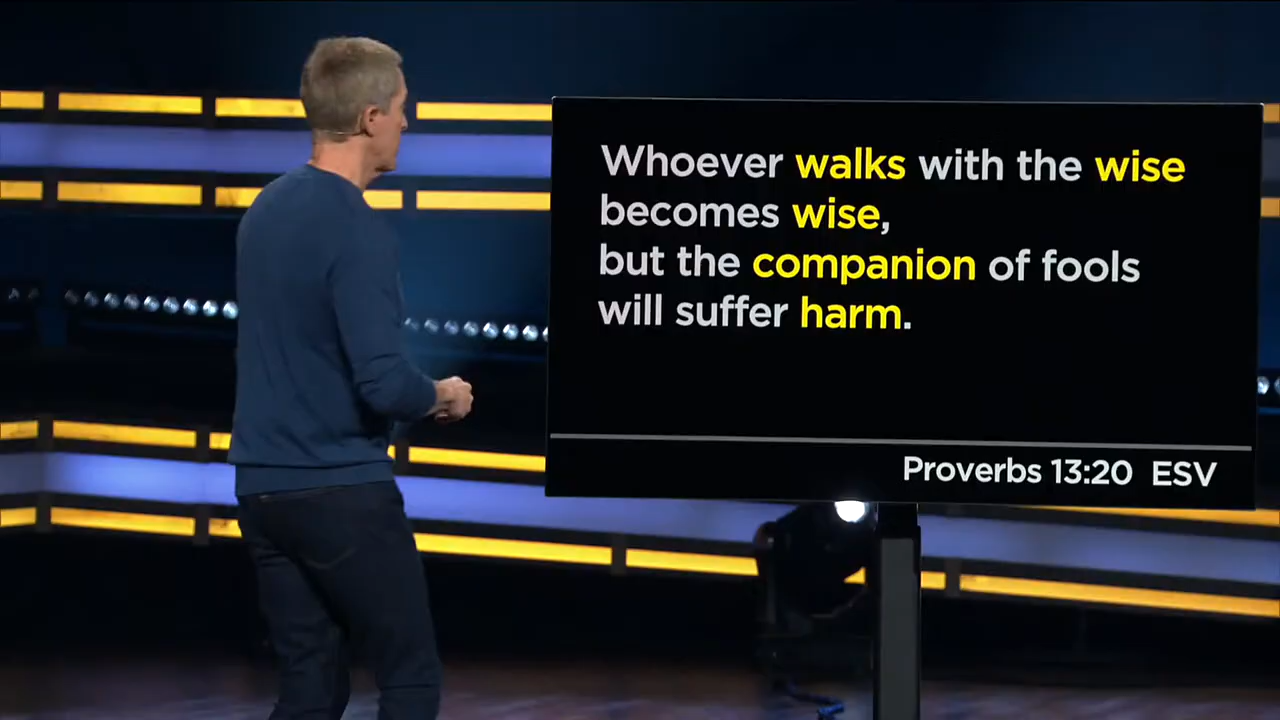 Whoever walks with the wise
becomes wise,
but the companion of fools
will suffer harm.
Proverbs 13:20 ESV